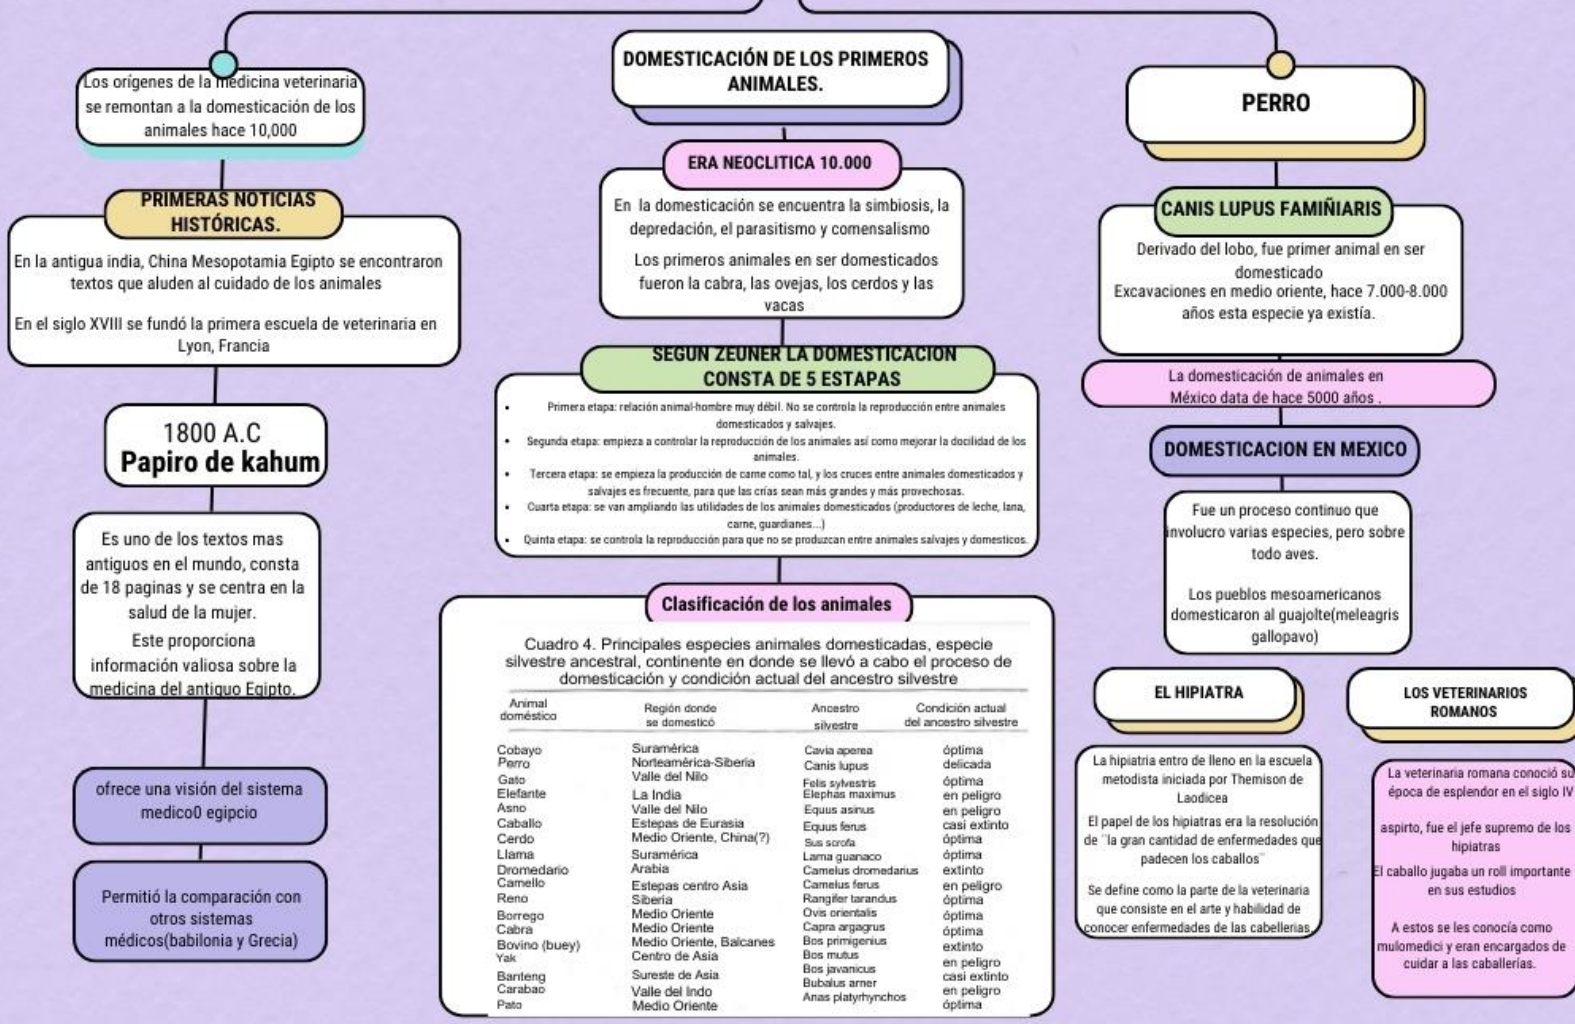 Los orígenes de la medicina veterinaria
se remontan a la domesticación de los
animales hace 10,000
PRIMERAS NOTICIAS
HISTÓRICAS.
En la antigua india, China Mesopotamia Egipto se encontraron
textos que aluden al cuidado de los animales
En el siglo XVIII se fundó la primera escuela de veterinaria en
Lyon, Francia
1800 A.C
Papiro de kahum
Es uno de los textos mas
antiguos en el mundo, consta
de 18 paginas y se centra en la
salud de la mujer.
Este proporciona
información valiosa sobre la
medicina del antiguo Egipto.
ofrece una visión del sistema
medico0 egipcio
Permitió la comparación con
otros sistemas
médicos(babilonia y Grecia)
DOMESTICACIÓN DE LOS PRIMEROS
ANIMALES.
ERA NEOCLITICA 10.000
En la domesticación se encuentra la simbiosis, la
depredación, el parasitismo y comensalismo
Los primeros animales en ser domesticados
fueron la cabra, las ovejas, los cerdos y las
vacas
SEGUN ZEUNER LA DOMESTICACION
CONSTA DE 5 ESTAPAS
• Primera etapa: relación animal-hombre muy débil. No se controla la reproducción entre animales
domesticados y salvajes.
• Segunda etapa: empieza a controlar la reproducción de los animales así como mejorar la docilidad de los
animales.
• Tercera etapa: se empieza la producción de carne como tal, y los cruces entre animales domesticados y
salvajes es frecuente, para que las crías sean más grandes y más provechosas.
• Cuarta etapa: se van ampliando las utilidades de los animales domesticados (productores de leche, lana,
carne, guardianes...)
• Quinta etapa: se controla la reproducción para que no se produzcan entre animales salvajes y domesticos.
Clasificación de los animales
Cuadro 4. Principales especies animales domesticadas, especie
silvestre ancestral, continente en donde se llevó a cabo el proceso de
domesticación y condición actual del ancestro silvestre
Animal doméstico Región donde se domesticó Ancestro silvestre Condición actual del ancestro silvestre
Cobayo Suramérica Cavia aperea óptima
Perro Norteamérica-Siberia Canis lupus delicada
Gato Valle del Nilo Felis sylvestris óptima
Elefante La India Elephas maximus en peligro
Asno Valle del Nilo Equus asinus en peligro
Caballo Estepas de Eurasia Equus ferus casi extinto
Cerdo Medio Oriente, China(?) Sus scrofa óptima
Llama Suramérica Lama guanaco óptima
Dromedario Arabia Camelus dromedarius extinto
Camello Estepas centro Asia Camelus ferus en peligro
Reno Siberia Rangifer tarandus óptima
Borrego Medio Oriente Ovis orientalis óptima
Cabra Medio Oriente Capra argagrus óptima
Bovino (buey) Medio Oriente, Balcanes Bos primigenius extinto
Yak Centro de Asia Bos mutus en peligro
Banteng Sureste de Asia Bos javanicus casi extinto
Carabao Valle del Indo Bubalus arner en peligro
Pato Medio Oriente Anas platyrhynchos óptima
PERRO
CANIS LUPUS FAMIÑIARIS
Derivado del lobo, fue primer animal en ser
domesticado
Excavaciones en medio oriente, hace 7.000-8.000
años esta especie ya existía.
La domesticación de animales en
México data de hace 5000 años .
DOMESTICACION EN MEXICO
Fue un proceso continuo que
involucro varias especies, pero sobre
todo aves.
Los pueblos mesoamericanos
domesticaron al guajolte(meleagris
gallopavo)
EL HIPIATRA
La hipiatria entro de lleno en la escuela
metodista iniciada por Themison de
Laodicea
El papel de los hipiatras era la resolución
de ¨la gran cantidad de enfermedades que
padecen los caballos¨
Se define como la parte de la veterinaria
que consiste en el arte y habilidad de
conocer enfermedades de las cabellerias.
LOS VETERINARIOS
ROMANOS
La veterinaria romana conoció su
época de esplendor en el siglo IV
aspirto, fue el jefe supremo de los
hipiatras
El caballo jugaba un roll importante
en sus estudios
A estos se les conocía como
mulomedici y eran encargados de
cuidar a las caballerías.